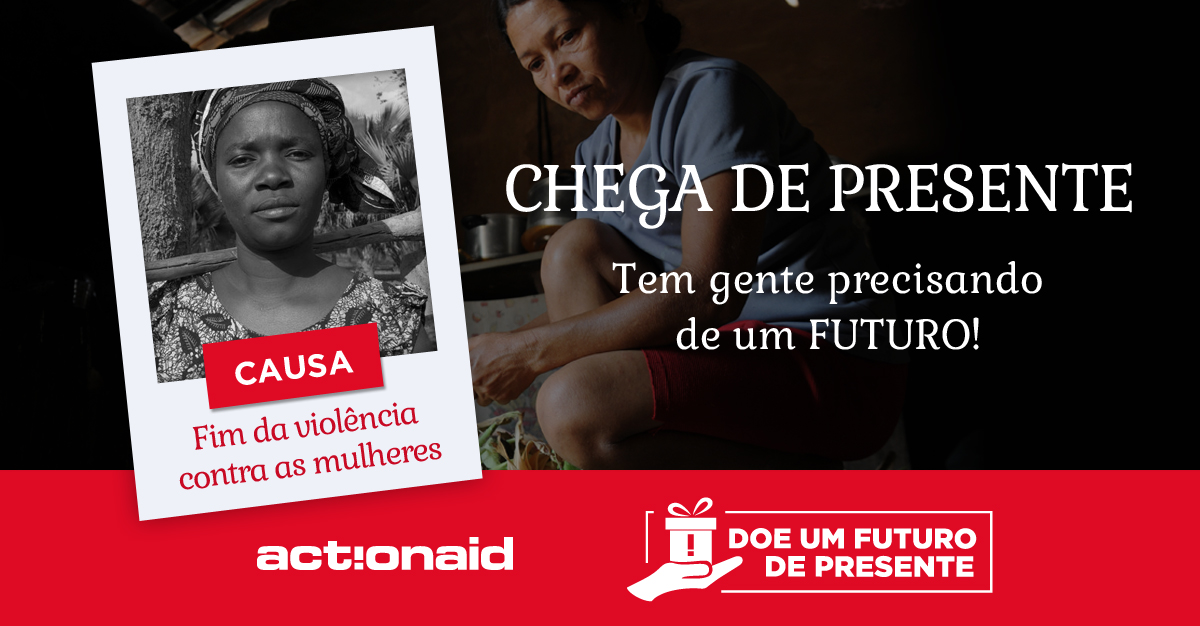 CAUSA
Fim da violência
contra as mulheres
CHEGA DE PRESENTE
Tem gente precisando
de um FUTURO!
act!onaid
DOE UM FUTURO
DE PRESENTE